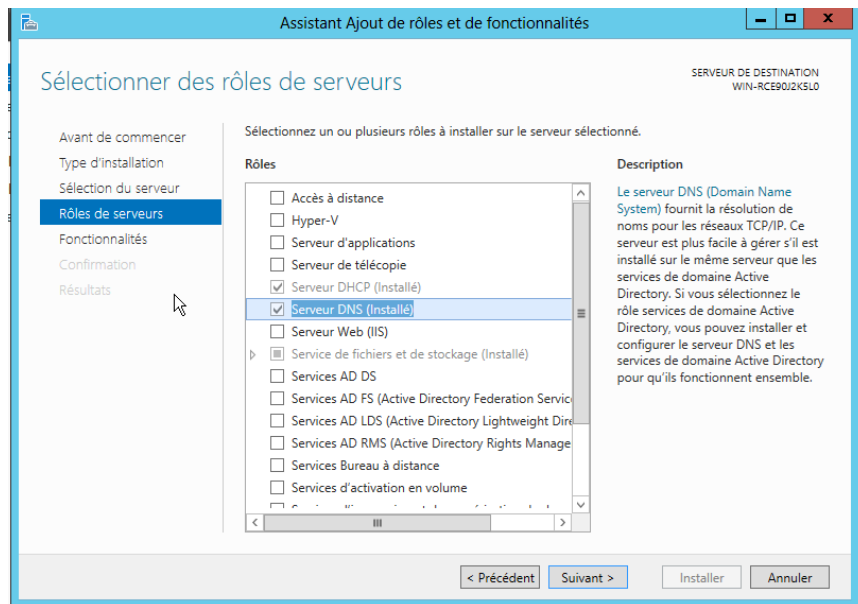 Assistant Ajout de rôles et de fonctionnalités
Sélectionner des rôles de serveurs
SERVEUR DE DESTINATION
WIN-RCE90J2K5L0
Avant de commencer
Type d'installation
Sélection du serveur
Rôles de serveurs
Fonctionnalités
Confirmation
Résultats
Sélectionnez un ou plusieurs rôles à installer sur le serveur sélectionné.
Rôles
Accès à distance
Hyper-V
Serveur d'applications
Serveur de télécopie
Serveur DHCP (Installé)
Serveur DNS (Installé)
Serveur Web (IIS)
Service de fichiers et de stockage (Installé)
Services AD DS
Services AD FS (Active Directory Federation Servic
Services AD LDS (Active Directory Lightweight Dire
Services AD RMS (Active Directory Rights Manage
Services Bureau à distance
Services d'activation en volume
Description
Le serveur DNS (Domain Name
System) fournit la résolution de
noms pour les réseaux TCP/IP. Ce
serveur est plus facile à gérer s'il est
installé sur le même serveur que les
services de domaine Active
Directory. Si vous sélectionnez le
rôle services de domaine Active
Directory, vous pouvez installer et
configurer le serveur DNS et les
services de domaine Active Directory
pour qu'ils fonctionnent ensemble.
< Précédent
Suivant >
Installer
Annuler